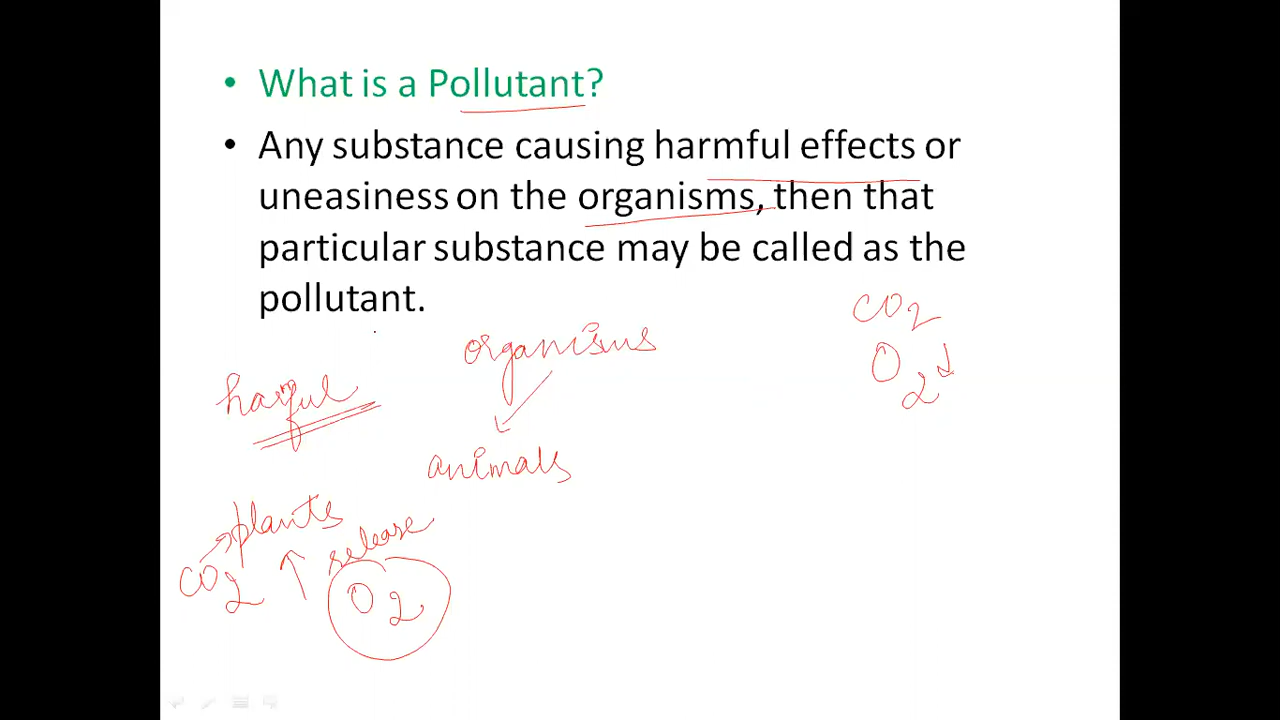 • What is a Pollutant?
• Any substance causing harmful effects or
uneasiness on the organisms, then that
particular substance may be called as the
pollutant.
CO2
organisms
O2
harmful
animals
plants
release
CO2
O2